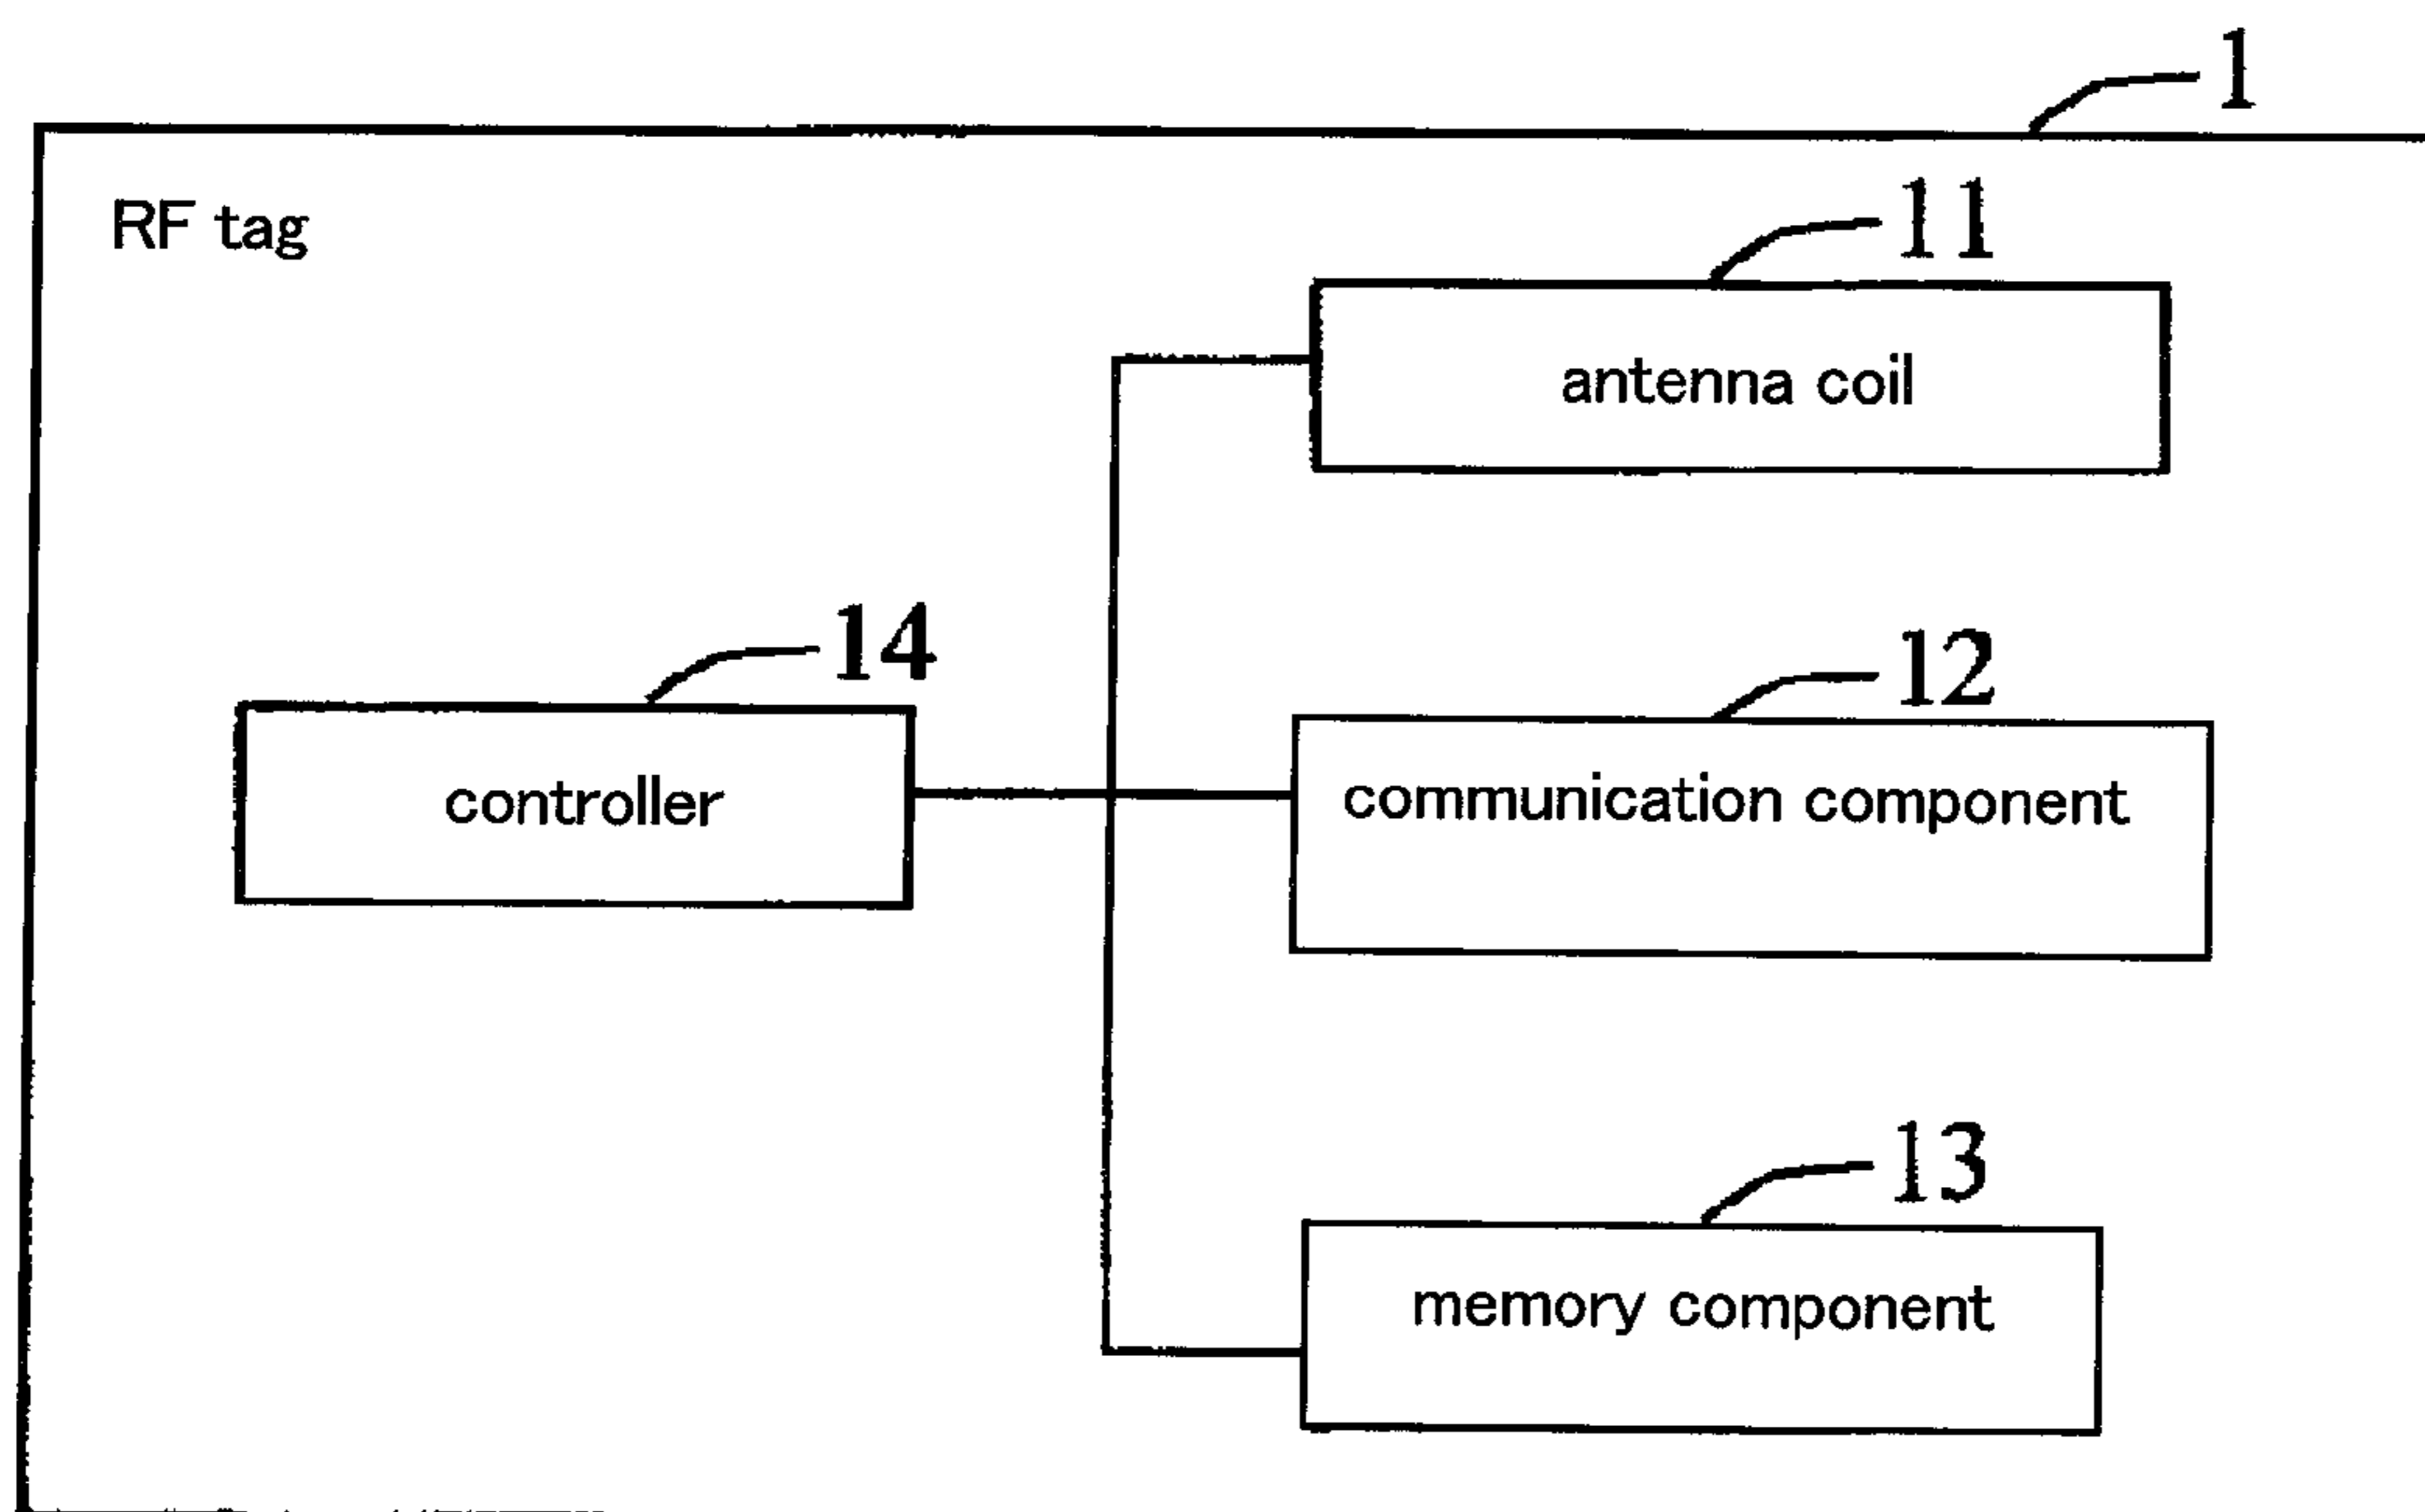 1
RF tag
11
antenna coil
14
controller
12
communication component
13
memory component